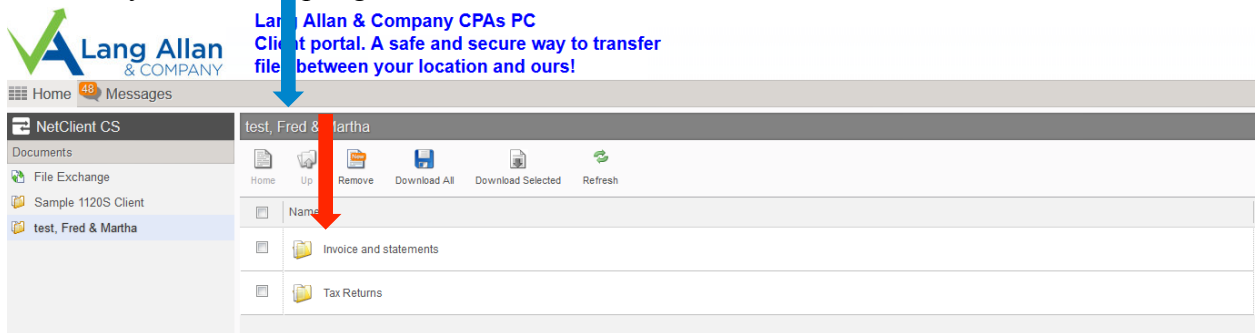 Lang Allan & Company CPAs PC
Client portal. A safe and secure way to transfer
files between your location and ours!
Lang Allan
& COMPANY
Home 48 Messages
NetClient CS
Documents
File Exchange
Sample 1120S Client
test, Fred & Martha
test, Fred & Martha
Home Up Remove Download All Download Selected Refresh
Name
Invoice and statements
Tax Returns